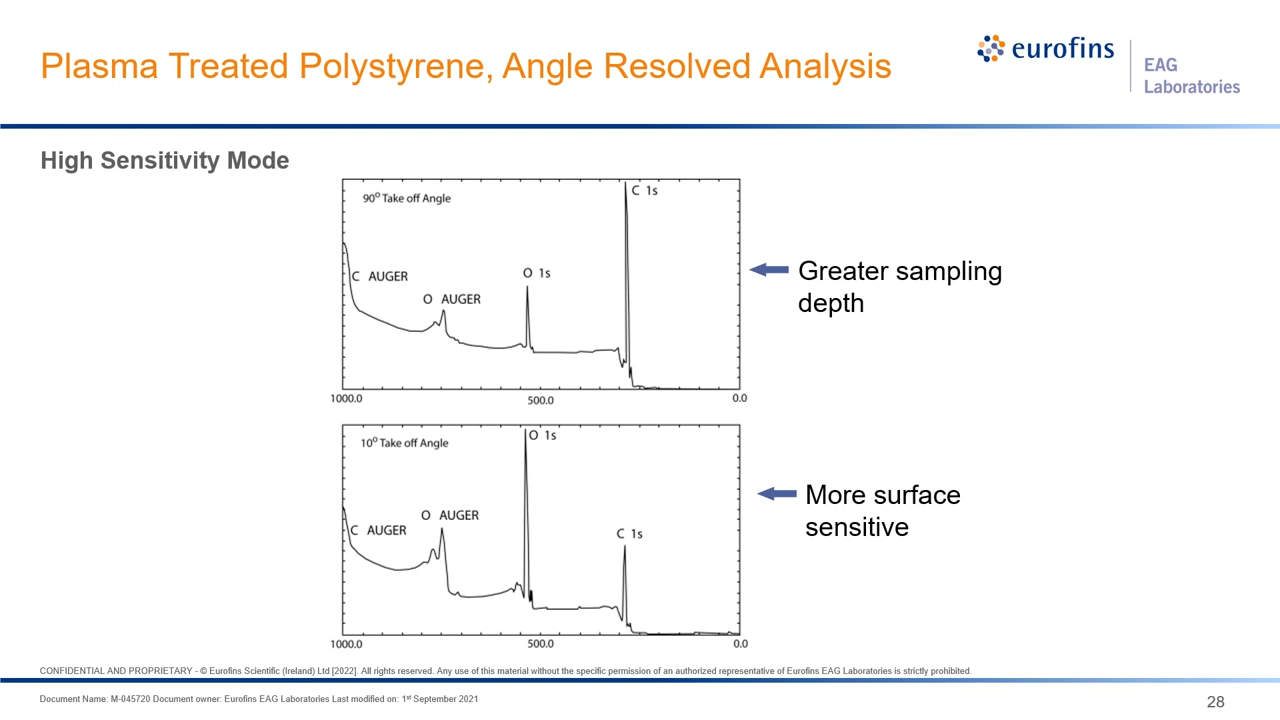 Plasma Treated Polystyrene, Angle Resolved Analysis
eurofins
EAG
Laboratories
High Sensitivity Mode
90° Take off Angle
C 1s
C AUGER
O AUGER
O 1s
1000.0
500.0
0.0
Greater sampling
depth
10° Take off Angle
O 1s
O AUGER
C AUGER
C 1s
1000.0
500.0
0.0
More surface
sensitive
CONFIDENTIAL AND PROPRIETARY - © Eurofins Scientific (Ireland) Ltd [2022]. All rights reserved. Any use of this material without the specific permission of an authorized representative of Eurofins EAG Laboratories is strictly prohibited.
Document Name: M-045720 Document owner: Eurofins EAG Laboratories Last modified on: 1st September 2021
28